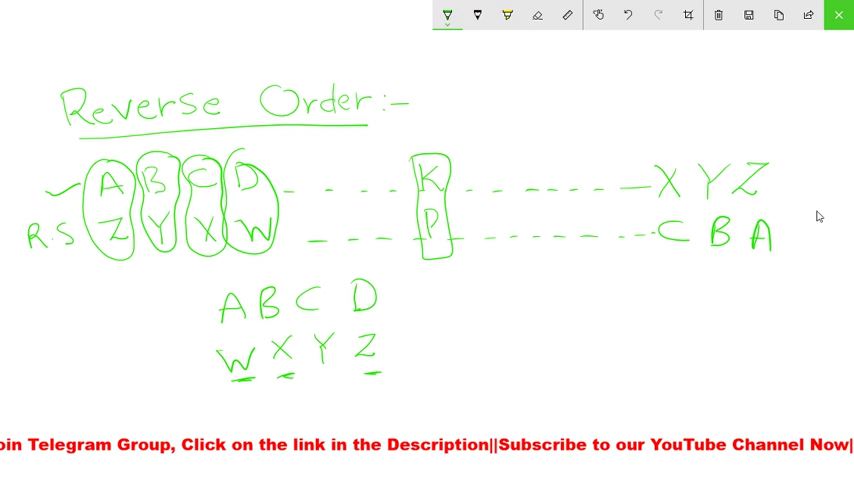 Reverse Order:-
A B C D - - - - K - - - - - - - X Y Z
R.S Z Y X W - - - - P - - - - - - - C B A
A B C D
W X Y Z
oin Telegram Group, Click on the link in the Description||Subscribe to our YouTube Channel Now|